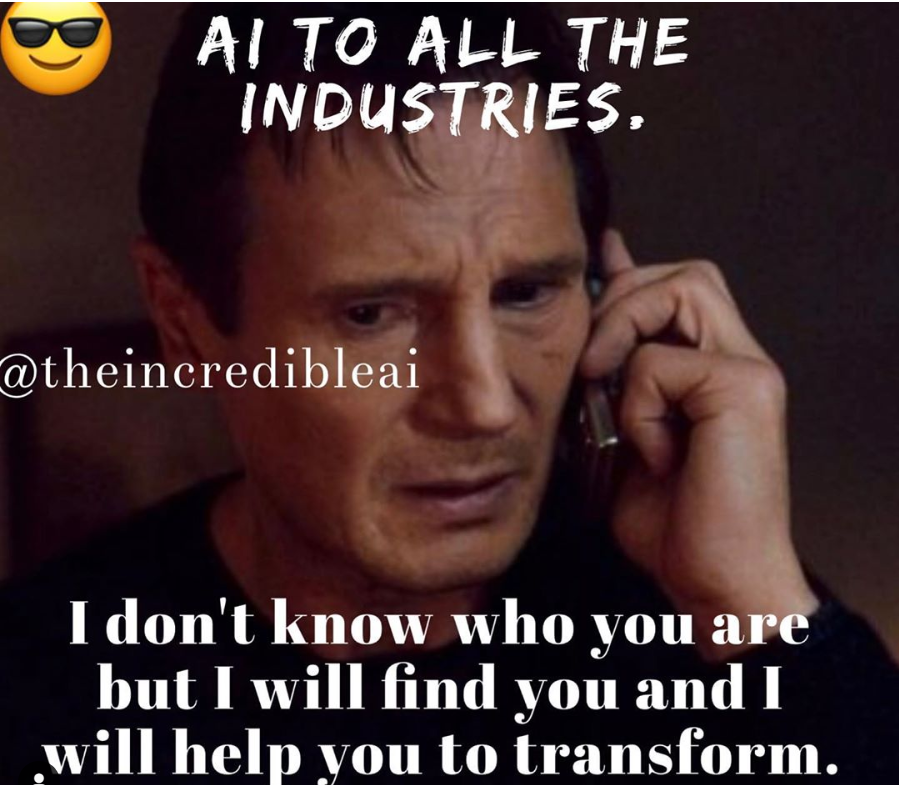 AI TO ALL THE
INDUSTRIES.
@theincredibleai
I don't know who you are
but I will find you and I
will help you to transform.